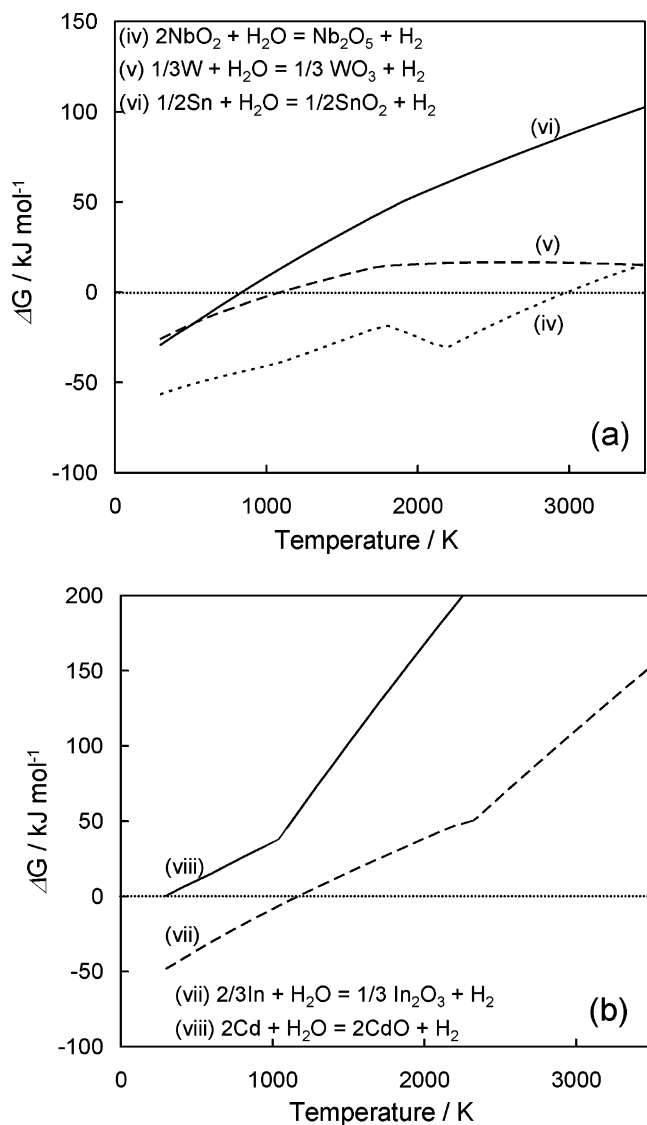 150
(iv) 2NbO₂ + H₂O = Nb₂O₅ + H₂
(v) 1/3W + H₂O = 1/3 WO₃ + H₂
(vi) 1/2Sn + H₂O = 1/2SnO₂ + H₂
100
(vi)
50
(v)
0
(iv)
-50
(a)
-100
ΔG / kJ mol⁻¹
0 1000 2000 3000
Temperature / K
200
150
100
50
(viii)
0
(vii)
-50
(vii) 2/3In + H₂O = 1/3 In₂O₃ + H₂
(viii) 2Cd + H₂O = 2CdO + H₂
(b)
-100
ΔG / kJ mol⁻¹
0 1000 2000 3000
Temperature / K